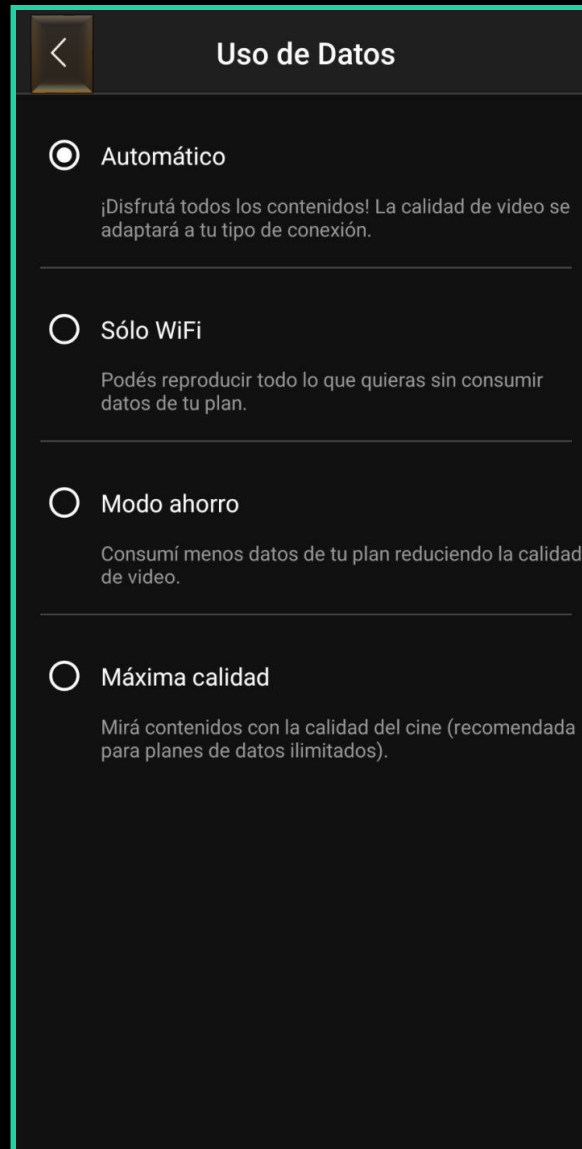 Uso de Datos
Automático
¡Disfrutá todos los contenidos! La calidad de video se
adaptará a tu tipo de conexión.
Sólo WiFi
Podés reproducir todo lo que quieras sin consumir
datos de tu plan.
Modo ahorro
Consumí menos datos de tu plan reduciendo la calidad
de video.
Máxima calidad
Mirá contenidos con la calidad del cine (recomendada
para planes de datos ilimitados).